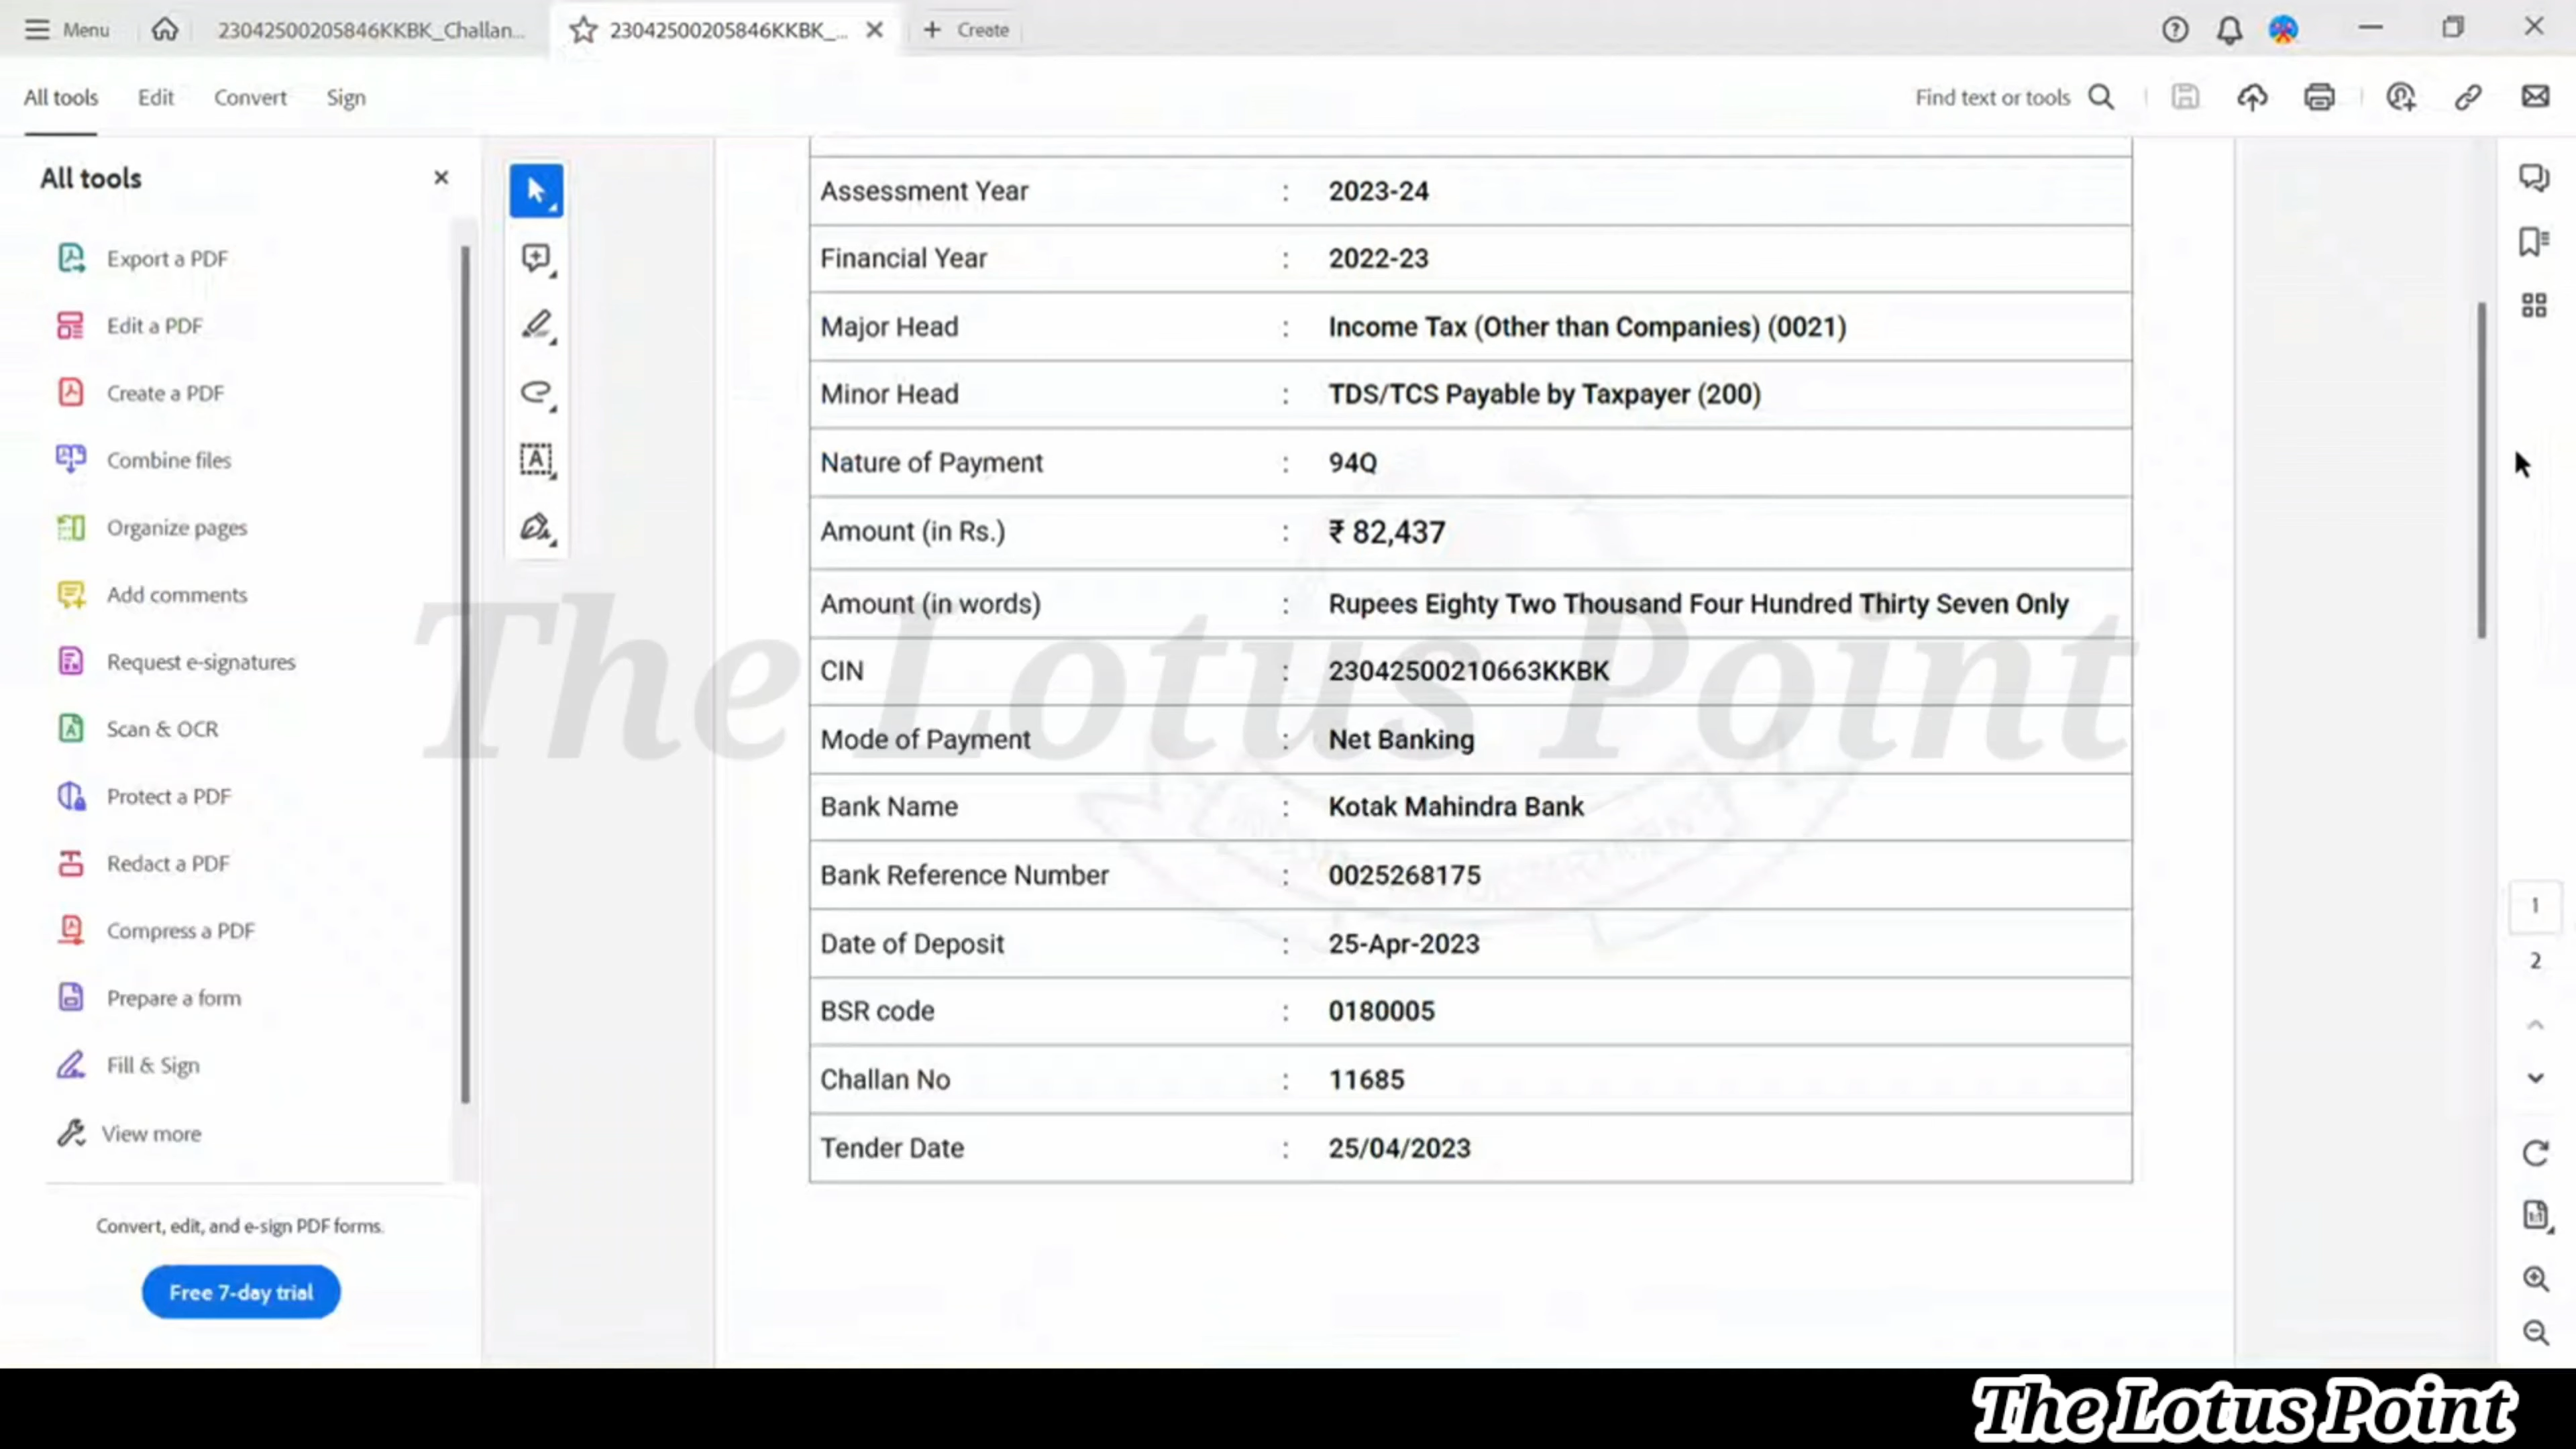 Menu
23042500205846KKBK_Challan...
23042500205846KKBK_...
Create
All tools
Edit
Convert
Sign
Find text or tools
All tools
Export a PDF
Edit a PDF
Create a PDF
Combine files
Organize pages
Add comments
Request e-signatures
Scan & OCR
Protect a PDF
Redact a PDF
Compress a PDF
Prepare a form
Fill & Sign
View more
Convert, edit, and e-sign PDF forms.
Free 7-day trial
Assessment Year : 2023-24
Financial Year : 2022-23
Major Head : Income Tax (Other than Companies) (0021)
Minor Head : TDS/TCS Payable by Taxpayer (200)
Nature of Payment : 94Q
Amount (in Rs.) : ₹ 82,437
Amount (in words) : Rupees Eighty Two Thousand Four Hundred Thirty Seven Only
CIN : 23042500210663KKBK
Mode of Payment : Net Banking
Bank Name : Kotak Mahindra Bank
Bank Reference Number : 0025268175
Date of Deposit : 25-Apr-2023
BSR code : 0180005
Challan No : 11685
Tender Date : 25/04/2023
The Lotus Point
1
2
The Lotus Point